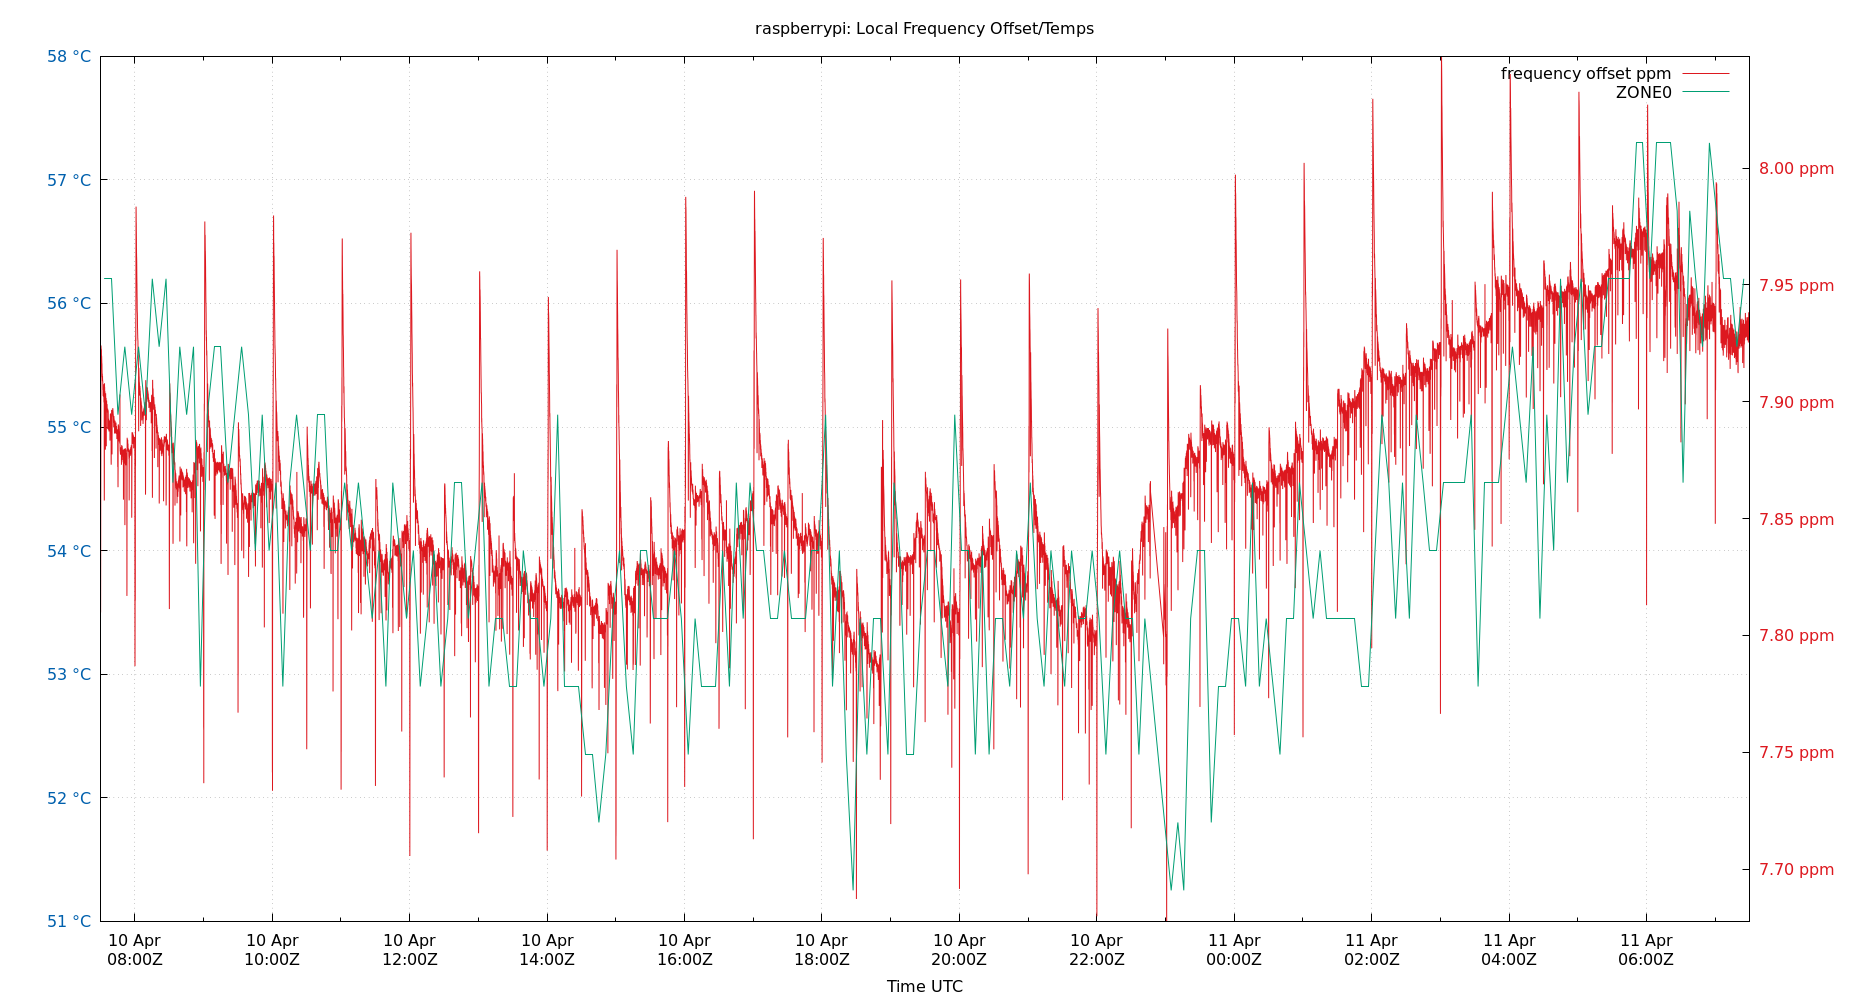 raspberrypi: Local Frequency Offset/Temps
58 °C
57 °C
56 °C
55 °C
54 °C
53 °C
52 °C
51 °C
frequency offset ppm
ZONE0
8.00 ppm
7.95 ppm
7.90 ppm
7.85 ppm
7.80 ppm
7.75 ppm
7.70 ppm
10 Apr
08:00Z
10 Apr
10:00Z
10 Apr
12:00Z
10 Apr
14:00Z
10 Apr
16:00Z
10 Apr
18:00Z
10 Apr
20:00Z
10 Apr
22:00Z
11 Apr
00:00Z
11 Apr
02:00Z
11 Apr
04:00Z
11 Apr
06:00Z
Time UTC